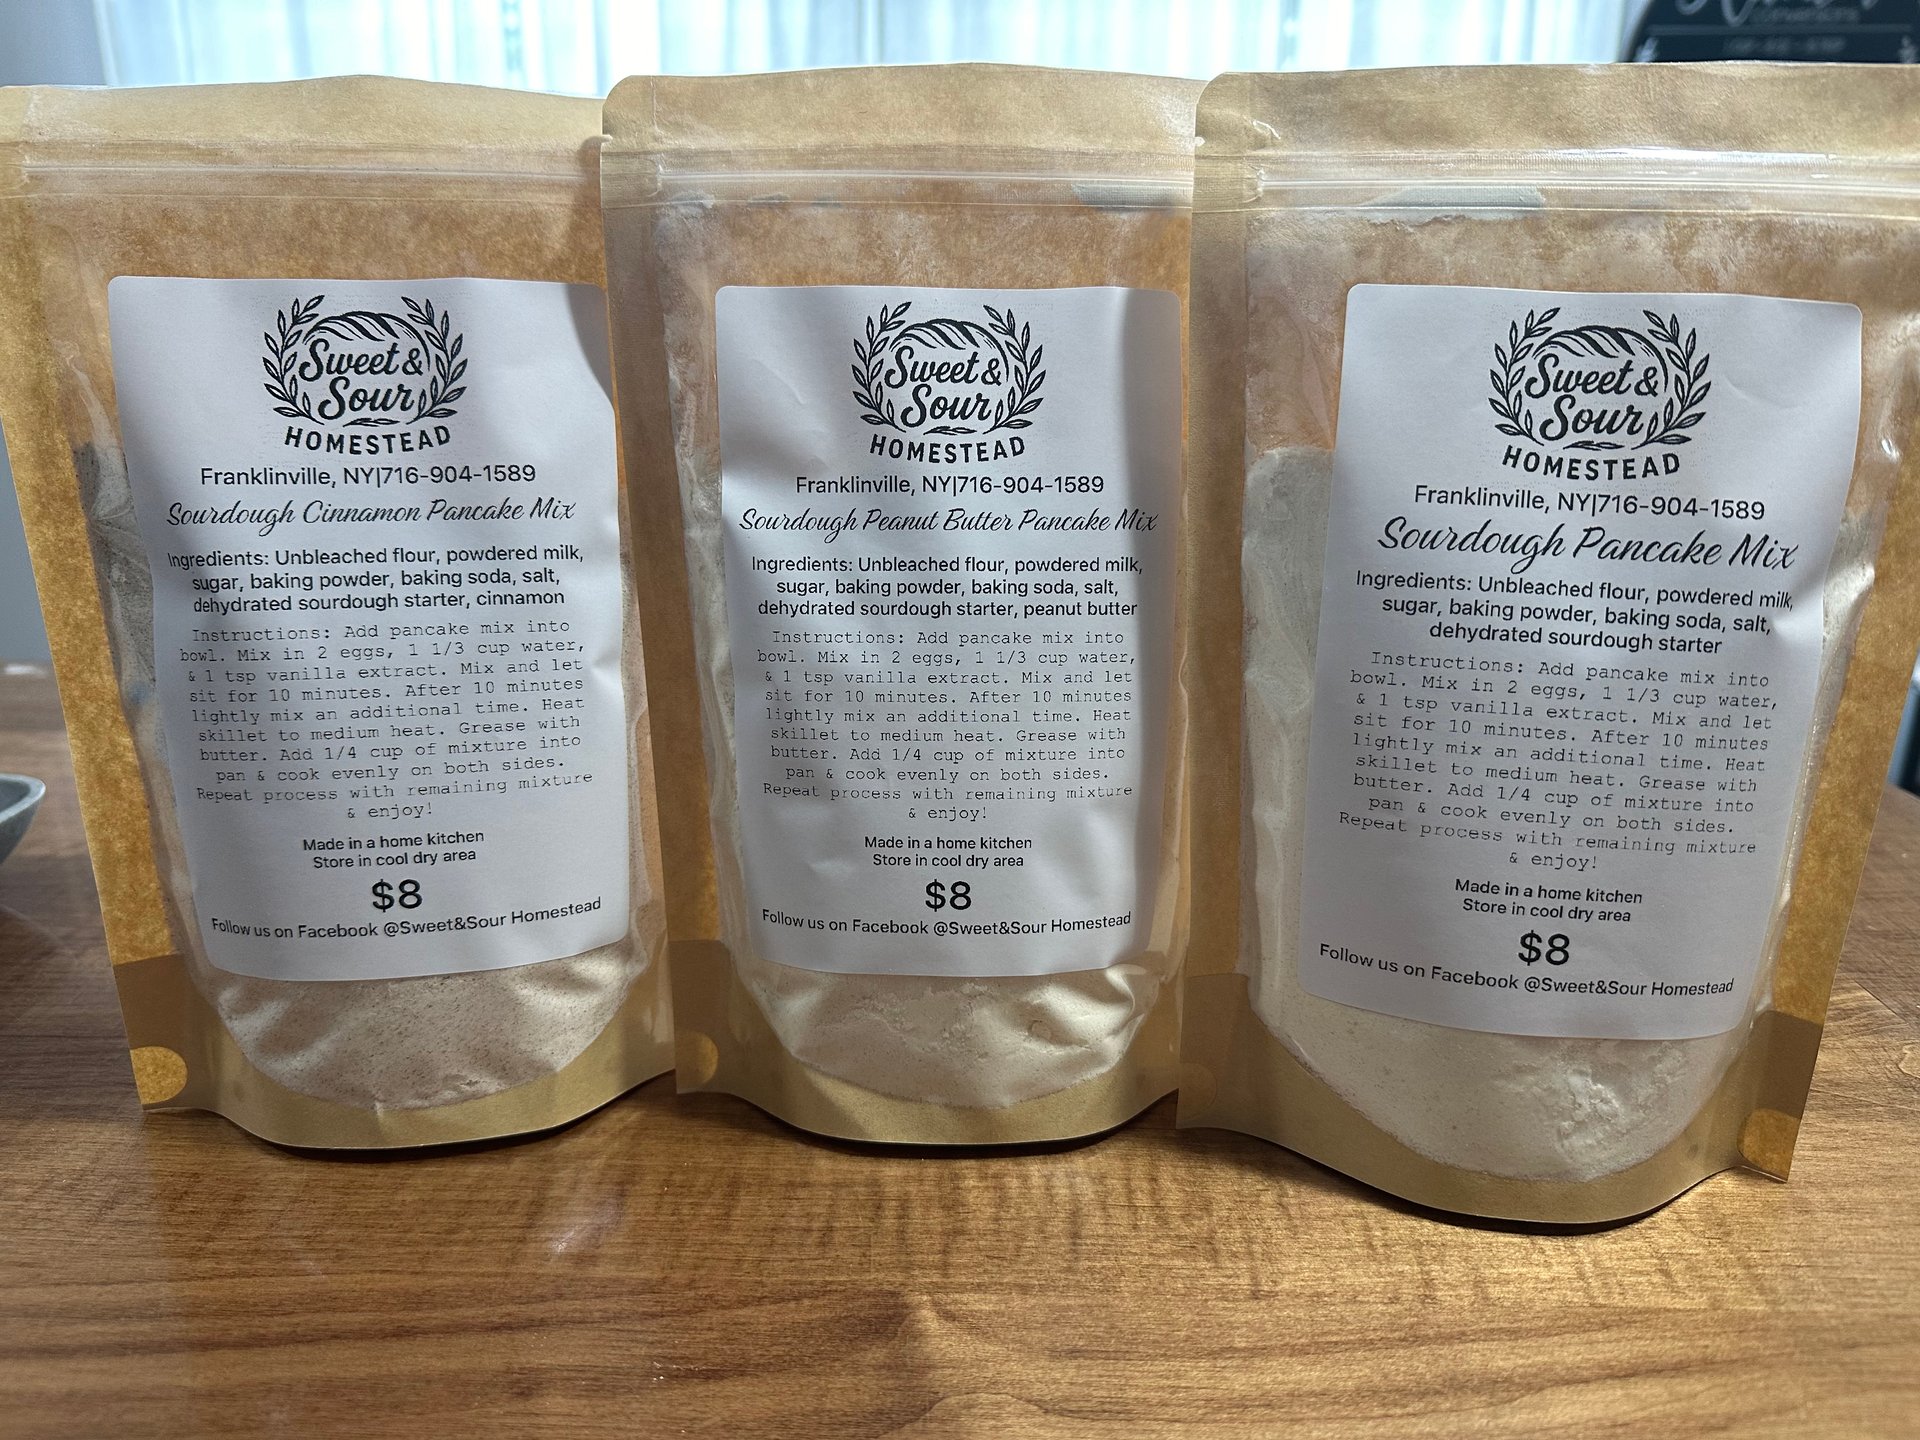 Sweet &
Sour
HOMESTEAD
Franklinville, NY|716-904-1589
Sourdough Cinnamon Pancake Mix
Ingredients: Unbleached flour, powdered milk,
sugar, baking powder, baking soda, salt,
dehydrated sourdough starter, cinnamon
Instructions: Add pancake mix into
bowl. Mix in 2 eggs, 1 1/3 cup water,
& 1 tsp vanilla extract. Mix and let
sit for 10 minutes. After 10 minutes
lightly mix an additional time. Heat
skillet to medium heat. Grease with
butter. Add 1/4 cup of mixture into
pan & cook evenly on both sides.
Repeat process with remaining mixture
& enjoy!
Made in a home kitchen
Store in cool dry area
$8
Follow us on Facebook @Sweet&Sour Homestead
Sweet &
Sour
HOMESTEAD
Franklinville, NY|716-904-1589
Sourdough Peanut Butter Pancake Mix
Ingredients: Unbleached flour, powdered milk,
sugar, baking powder, baking soda, salt,
dehydrated sourdough starter, peanut butter
Instructions: Add pancake mix into
bowl. Mix in 2 eggs, 1 1/3 cup water,
& 1 tsp vanilla extract. Mix and let
sit for 10 minutes. After 10 minutes
lightly mix an additional time. Heat
skillet to medium heat. Grease with
butter. Add 1/4 cup of mixture into
pan & cook evenly on both sides.
Repeat process with remaining mixture
& enjoy!
Made in a home kitchen
Store in cool dry area
$8
Follow us on Facebook @Sweet&Sour Homestead
Sweet &
Sour
HOMESTEAD
Franklinville, NY|716-904-1589
Sourdough Pancake Mix
Ingredients: Unbleached flour, powdered milk,
sugar, baking powder, baking soda, salt,
dehydrated sourdough starter
Instructions: Add pancake mix into
bowl. Mix in 2 eggs, 1 1/3 cup water,
& 1 tsp vanilla extract. Mix and let
sit for 10 minutes. After 10 minutes
lightly mix an additional time. Heat
skillet to medium heat. Grease with
butter. Add 1/4 cup of mixture into
pan & cook evenly on both sides.
Repeat process with remaining mixture
& enjoy!
Made in a home kitchen
Store in cool dry area
$8
Follow us on Facebook @Sweet&Sour Homestead